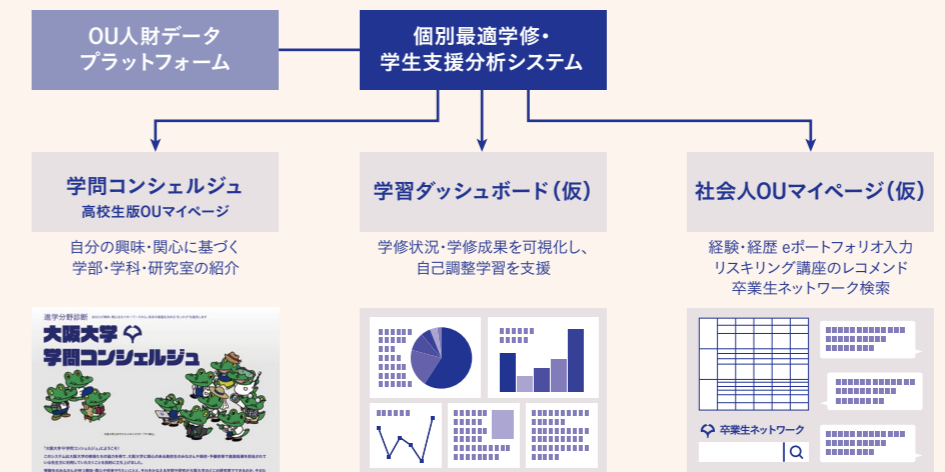 OU人財データ
プラットフォーム
個別最適学修・
学生支援分析システム
学問コンシェルジュ
高校生版OUマイページ
自分の興味・関心に基づく
学部・学科・研究室の紹介
学習ダッシュボード（仮）
学修状況・学修成果を可視化し、
自己調整学習を支援
社会人OUマイページ（仮）
経験・経歴 eポートフォリオ入力
リスキリング講座のレコメンド
卒業生ネットワーク検索
進学分野診断
大阪大学
学問コンシェルジュ
卒業生ネットワーク